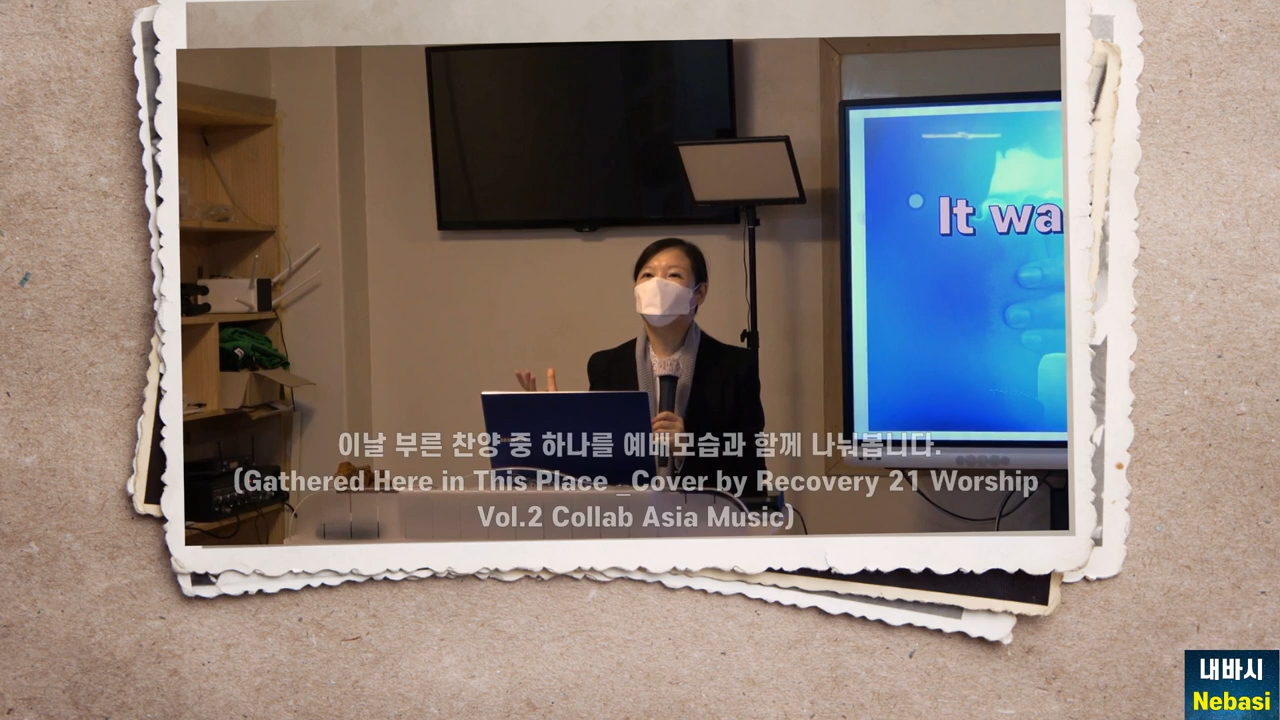 It wa
이날 부른 찬양 중 하나를 예배모습과 함께 나눠봅니다.
(Gathered Here in This Place _Cover by Recovery 21 Worship
Vol.2 Collab Asia Music)
내바시
Nebasi